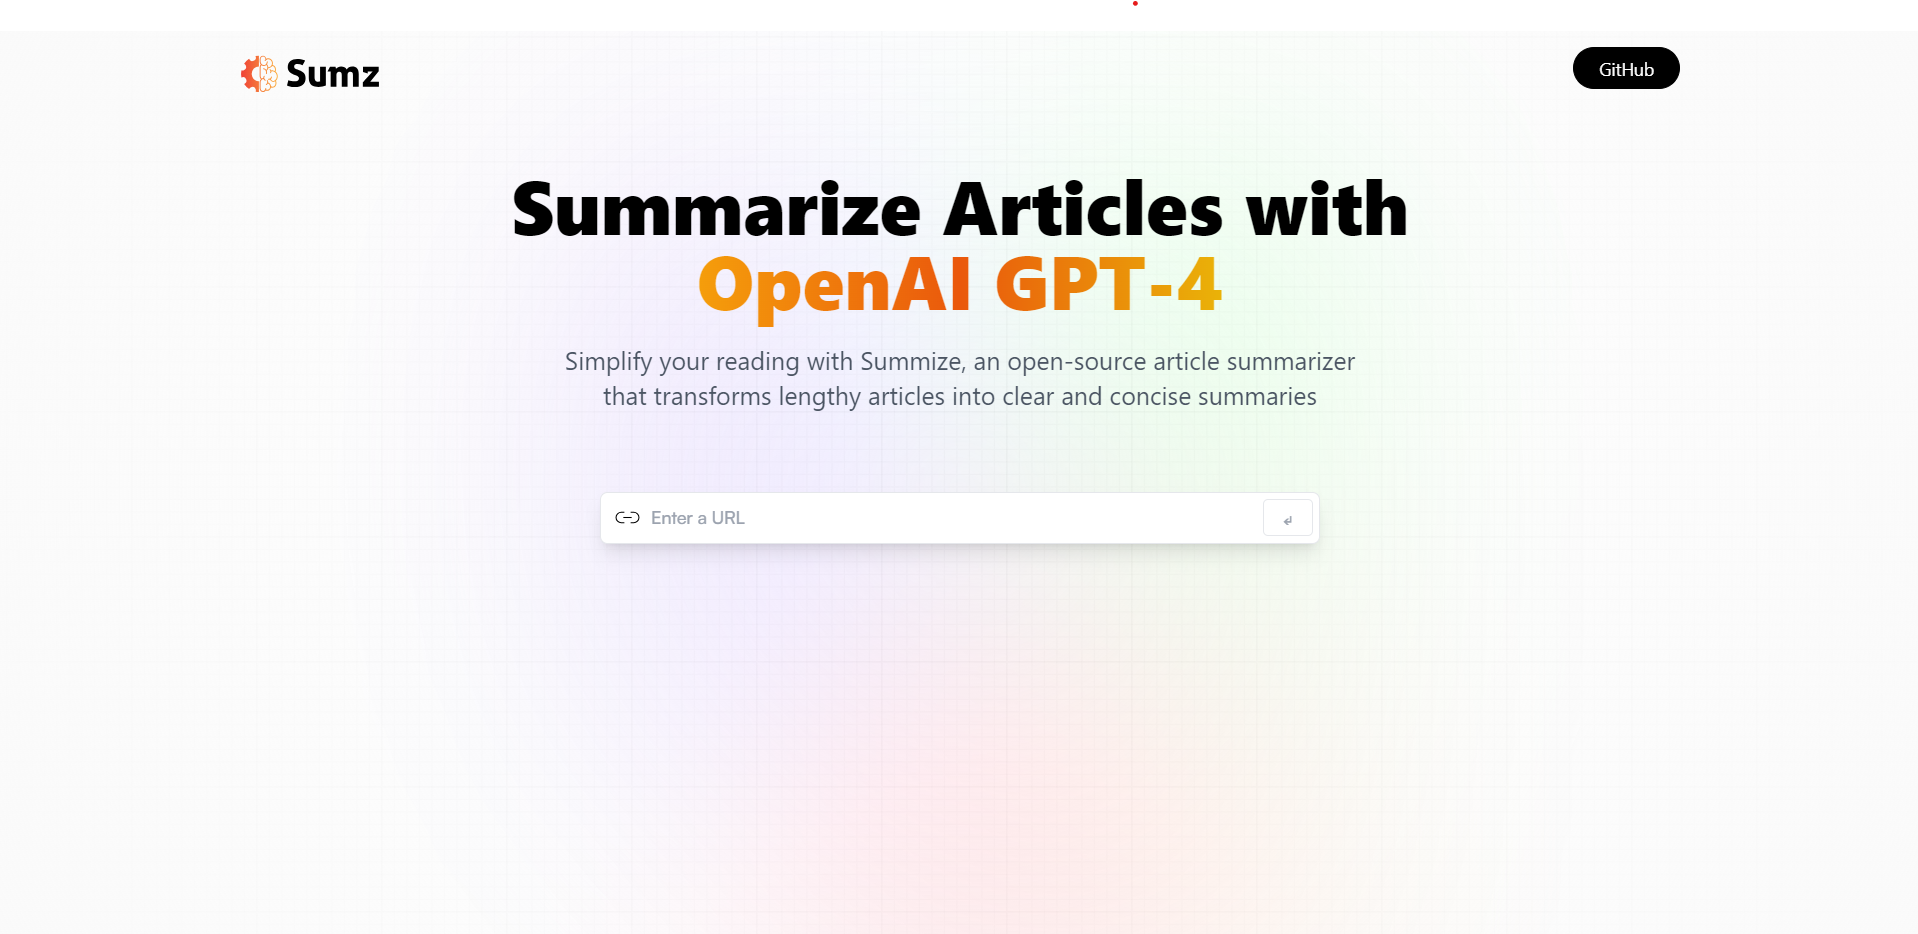 Sumz
GitHub
Summarize Articles with
OpenAI GPT-4
Simplify your reading with Summize, an open-source article summarizer
that transforms lengthy articles into clear and concise summaries
Enter a URL
↲